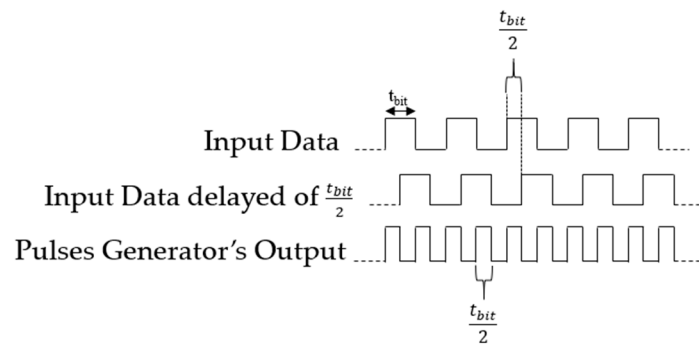 t_bit/2
t_bit
Input Data
Input Data delayed of t_bit/2
Pulses Generator's Output
t_bit/2